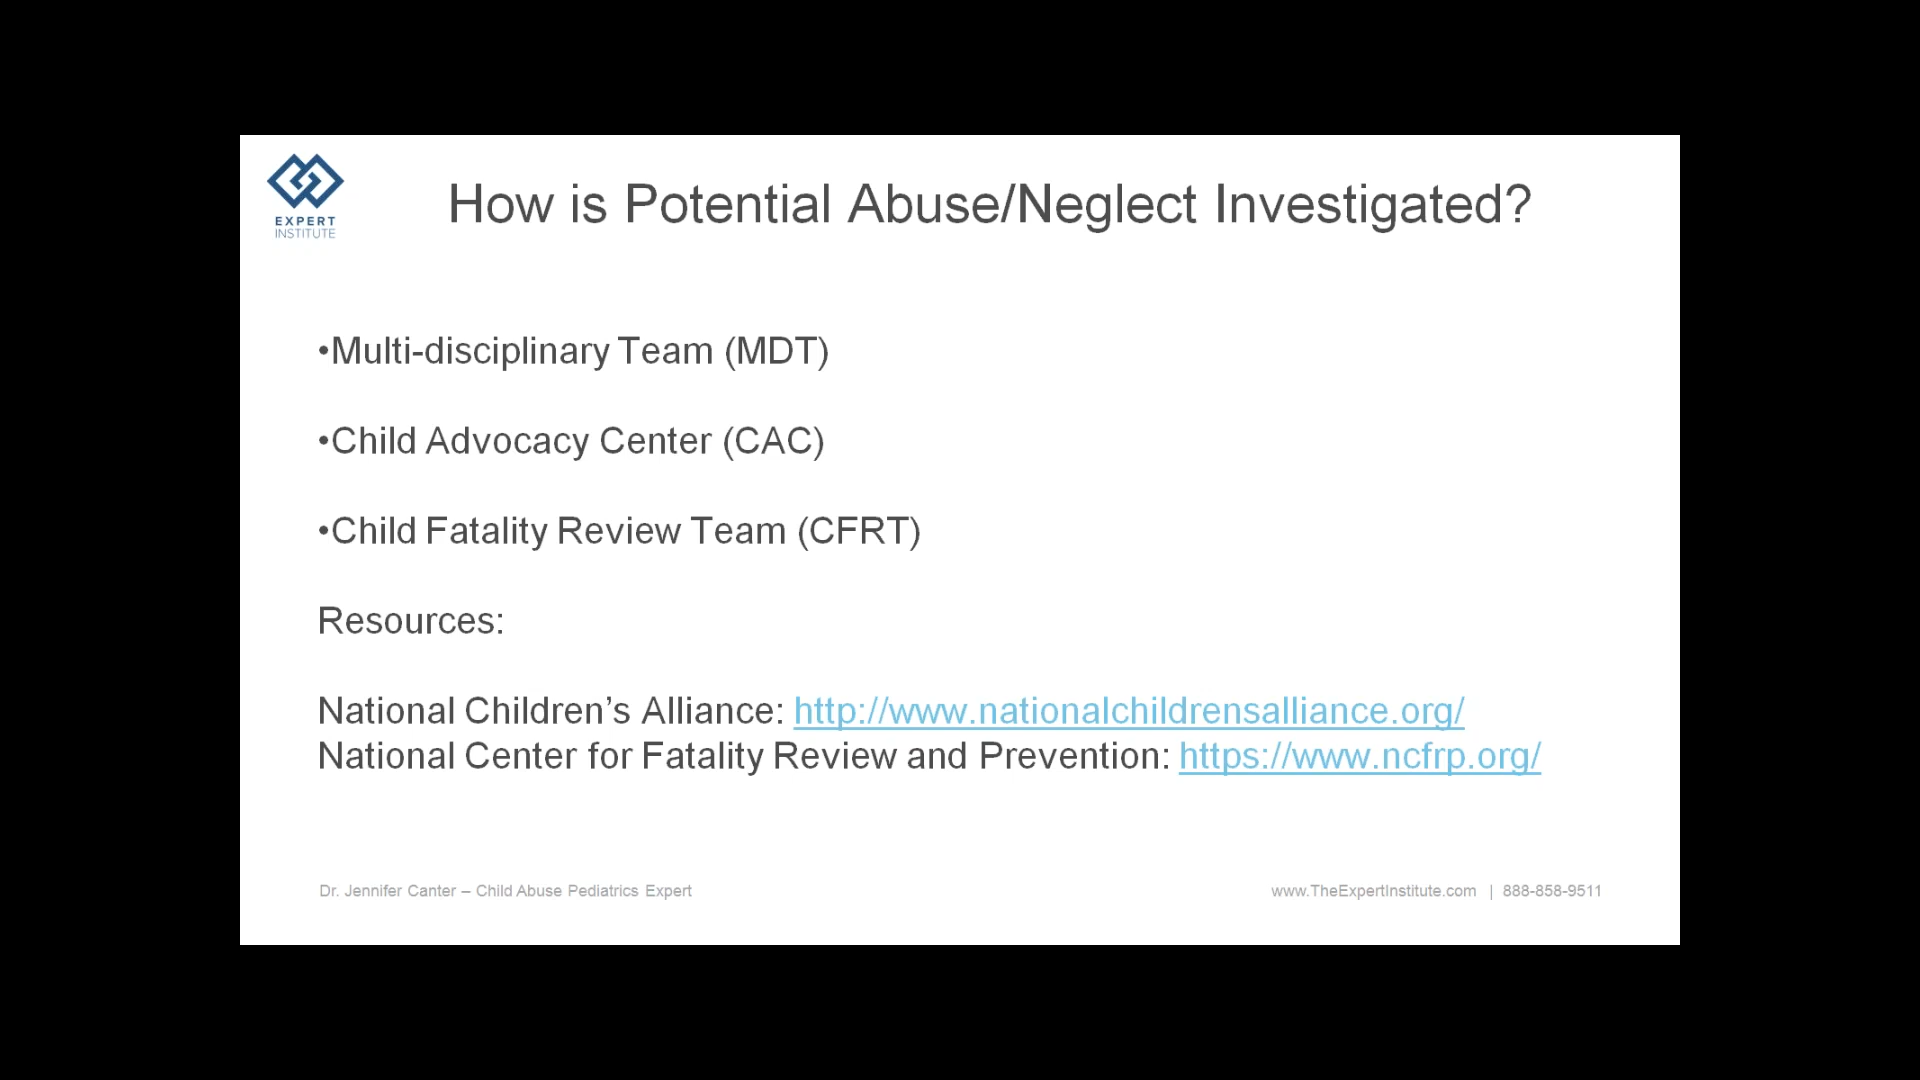 EXPERT
INSTITUTE
How is Potential Abuse/Neglect Investigated?
•Multi-disciplinary Team (MDT)
•Child Advocacy Center (CAC)
•Child Fatality Review Team (CFRT)
Resources:
National Children’s Alliance: http://www.nationalchildrensalliance.org/
National Center for Fatality Review and Prevention: https://www.ncfrp.org/
Dr. Jennifer Canter – Child Abuse Pediatrics Expert
www.TheExpertInstitute.com | 888-858-9511